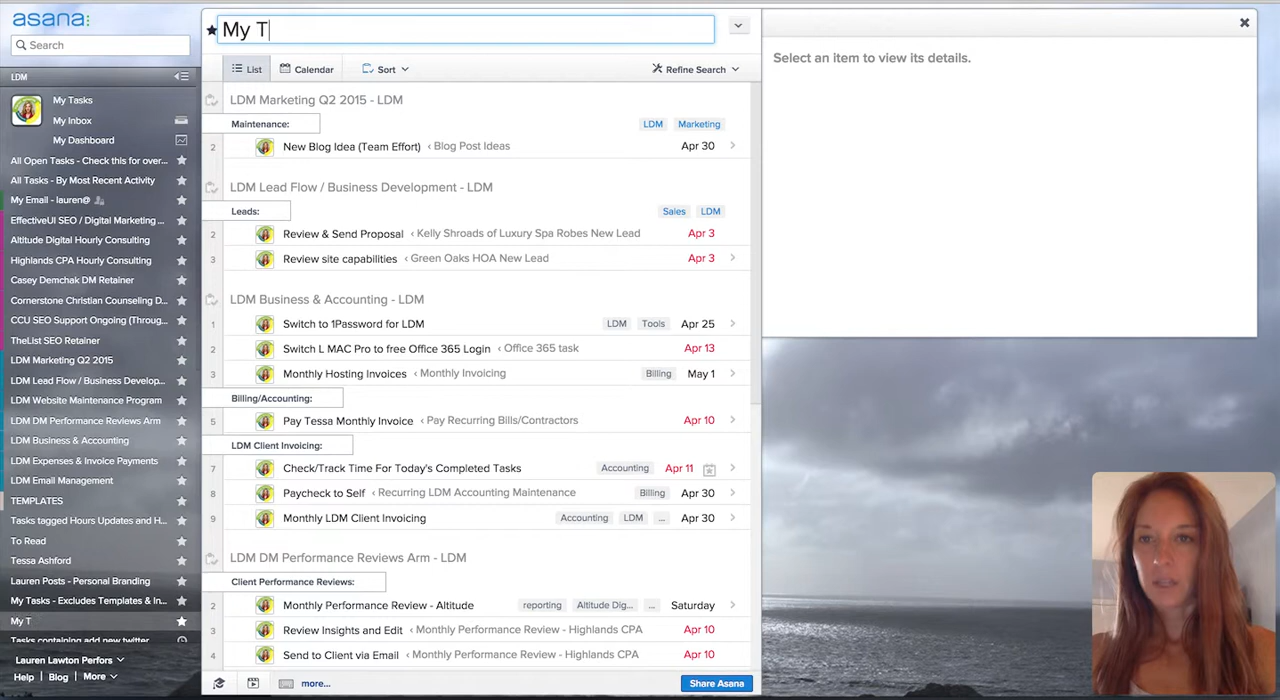 asana:
Search
LDM
My Tasks
My Inbox
My Dashboard
All Open Tasks - Check this for over...
All Tasks - By Most Recent Activity
My Email - lauren@
EffectiveUI SEO / Digital Marketing ...
Altitude Digital Hourly Consulting
Highlands CPA Hourly Consulting
Casey Demchak DM Retainer
Cornerstone Christian Counseling D...
CCU SEO Support Ongoing (Throug...
TheList SEO Retainer
LDM Marketing Q2 2015
LDM Lead Flow / Business Develop...
LDM Website Maintenance Program
LDM DM Performance Reviews Arm
LDM Business & Accounting
LDM Expenses & Invoice Payments
LDM Email Management
TEMPLATES
Tasks tagged Hours Updates and H...
To Read
Tessa Ashford
Lauren Posts - Personal Branding
My Tasks - Excludes Templates & In...
My T
Tasks containing add new twitter
Lauren Lawton Perfors
Help | Blog | More
My T
List Calendar Sort Refine Search
LDM Marketing Q2 2015 - LDM
Maintenance: LDM Marketing
2 New Blog Idea (Team Effort) ‹ Blog Post Ideas Apr 30
LDM Lead Flow / Business Development - LDM
Leads: Sales LDM
2 Review & Send Proposal ‹ Kelly Shroads of Luxury Spa Robes New Lead Apr 3
3 Review site capabilities ‹ Green Oaks HOA New Lead Apr 3
LDM Business & Accounting - LDM
1 Switch to 1Password for LDM LDM Tools Apr 25
2 Switch L MAC Pro to free Office 365 Login ‹ Office 365 task Apr 13
3 Monthly Hosting Invoices ‹ Monthly Invoicing Billing May 1
Billing/Accounting:
5 Pay Tessa Monthly Invoice ‹ Pay Recurring Bills/Contractors Apr 10
LDM Client Invoicing:
7 Check/Track Time For Today's Completed Tasks Accounting Apr 11
8 Paycheck to Self ‹ Recurring LDM Accounting Maintenance Billing Apr 30
9 Monthly LDM Client Invoicing Accounting LDM ... Apr 30
LDM DM Performance Reviews Arm - LDM
Client Performance Reviews:
2 Monthly Performance Review - Altitude reporting Altitude Dig... ... Saturday
3 Review Insights and Edit ‹ Monthly Performance Review - Highlands CPA Apr 10
4 Send to Client via Email ‹ Monthly Performance Review - Highlands CPA Apr 10
more... Share Asana
Select an item to view its details.